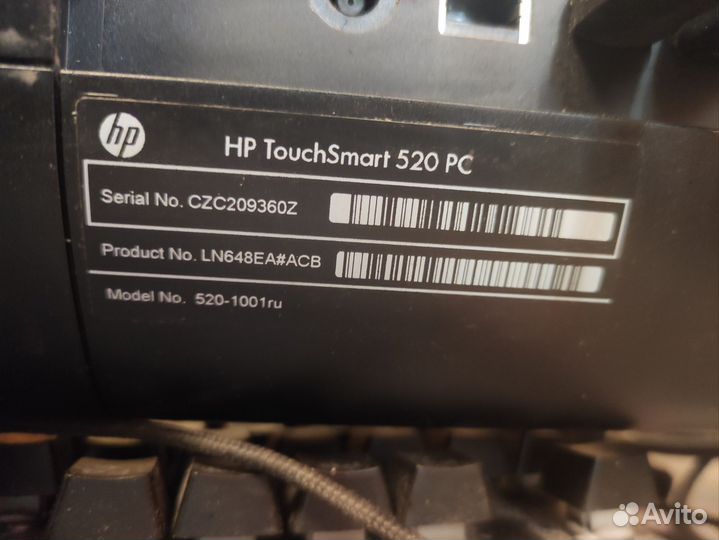 hp
HP TouchSmart 520 PC
Serial No. CZC209360Z
Product No. LN648EA#ACB
Model No. 520-1001ru
Avito